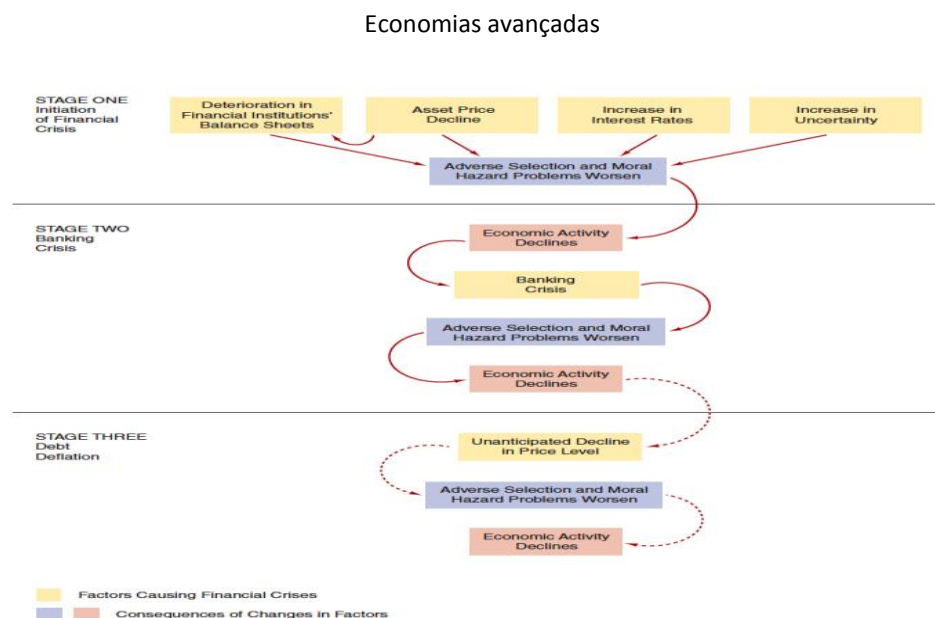 Economias avançadas
STAGE ONE
Initiation
of Financial
Crisis
Deterioration in
Financial Institutions'
Balance Sheets
Asset Price
Decline
Increase in
Interest Rates
Increase in
Uncertainty
Adverse Selection and Moral
Hazard Problems Worsen
STAGE TWO
Banking
Crisis
Economic Activity
Declines
Banking
Crisis
Adverse Selection and Moral
Hazard Problems Worsen
Economic Activity
Declines
STAGE THREE
Debt
Deflation
Unanticipated Decline
in Price Level
Adverse Selection and Moral
Hazard Problems Worsen
Economic Activity
Declines
Factors Causing Financial Crises
Consequences of Changes in Factors